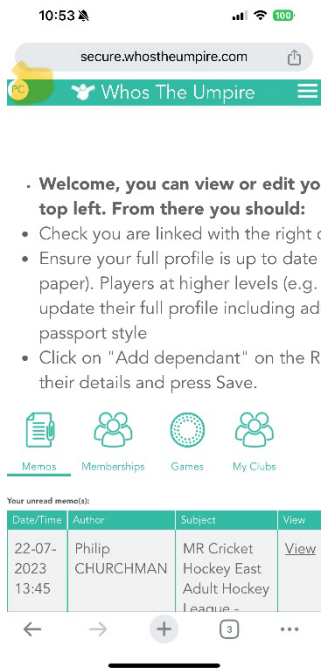 10:53
100
secure.whostheumpire.com
PC
Whos The Umpire
Welcome, you can view or edit yo
top left. From there you should:
Check you are linked with the right
Ensure your full profile is up to date
paper). Players at higher levels (e.g.
update their full profile including ad
passport style
Click on "Add dependant" on the R
their details and press Save.
Memos Memberships Games My Clubs
Your unread memo(s):
Date/Time Author Subject View
22-07-2023 13:45 Philip CHURCHMAN MR Cricket Hockey East Adult Hockey League - View
3